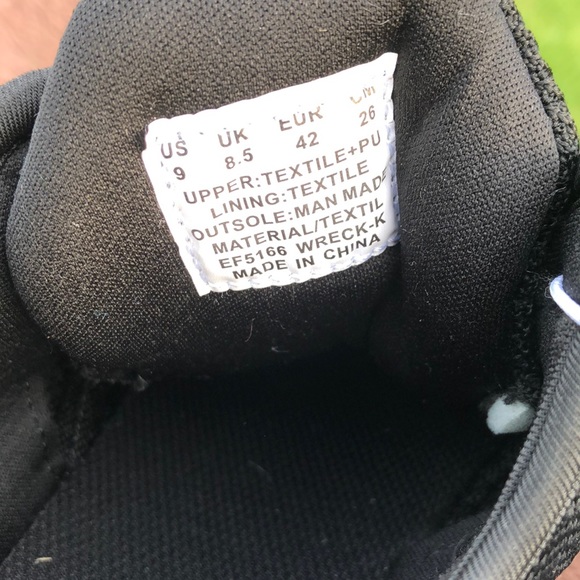 US UK EUR CM
9 8.5 42 26
UPPER:TEXTILE+PU
LINING:TEXTILE
OUTSOLE:MAN MADE
MATERIAL/TEXTIL
EF5166 WRECK-K
MADE IN CHINA